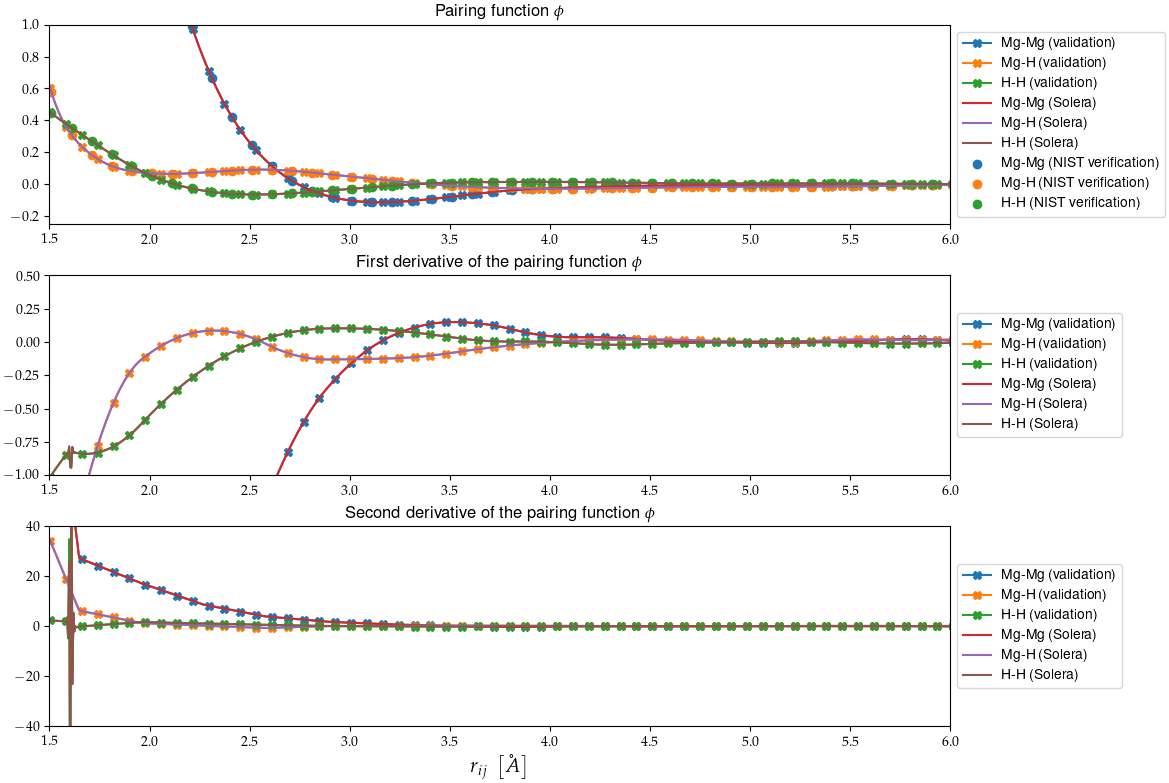 Pairing function ϕ
1.0
0.8
0.6
0.4
0.2
0.0
−0.2
1.5 2.0 2.5 3.0 3.5 4.0 4.5 5.0 5.5 6.0
Mg-Mg (validation)
Mg-H (validation)
H-H (validation)
Mg-Mg (Solera)
Mg-H (Solera)
H-H (Solera)
Mg-Mg (NIST verification)
Mg-H (NIST verification)
H-H (NIST verification)
First derivative of the pairing function ϕ
0.50
0.25
0.00
−0.25
−0.50
−0.75
−1.00
1.5 2.0 2.5 3.0 3.5 4.0 4.5 5.0 5.5 6.0
Mg-Mg (validation)
Mg-H (validation)
H-H (validation)
Mg-Mg (Solera)
Mg-H (Solera)
H-H (Solera)
Second derivative of the pairing function ϕ
40
20
0
−20
−40
1.5 2.0 2.5 3.0 3.5 4.0 4.5 5.0 5.5 6.0
Mg-Mg (validation)
Mg-H (validation)
H-H (validation)
Mg-Mg (Solera)
Mg-H (Solera)
H-H (Solera)
r_ij [Å]